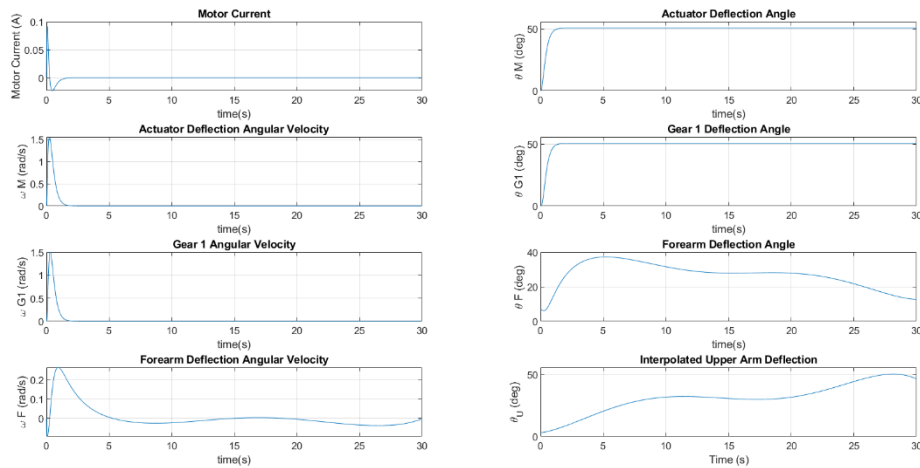 Motor Current
Motor Current (A)
0.1
0.05
0
0 5 10 15 20 25 30
time(s)
Actuator Deflection Angular Velocity
ω M (rad/s)
1.5
1
0.5
0
0 5 10 15 20 25 30
time(s)
Gear 1 Angular Velocity
ω G1 (rad/s)
1.5
1
0.5
0
0 5 10 15 20 25 30
time(s)
Forearm Deflection Angular Velocity
ω F (rad/s)
0.2
0.1
0
0 5 10 15 20 25 30
time(s)
Actuator Deflection Angle
θ M (deg)
50
0
0 5 10 15 20 25 30
time(s)
Gear 1 Deflection Angle
θ G1 (deg)
50
0
0 5 10 15 20 25 30
time(s)
Forearm Deflection Angle
θ F (deg)
40
20
0
0 5 10 15 20 25 30
time(s)
Interpolated Upper Arm Deflection
θU (deg)
50
0
0 5 10 15 20 25 30
Time (s)